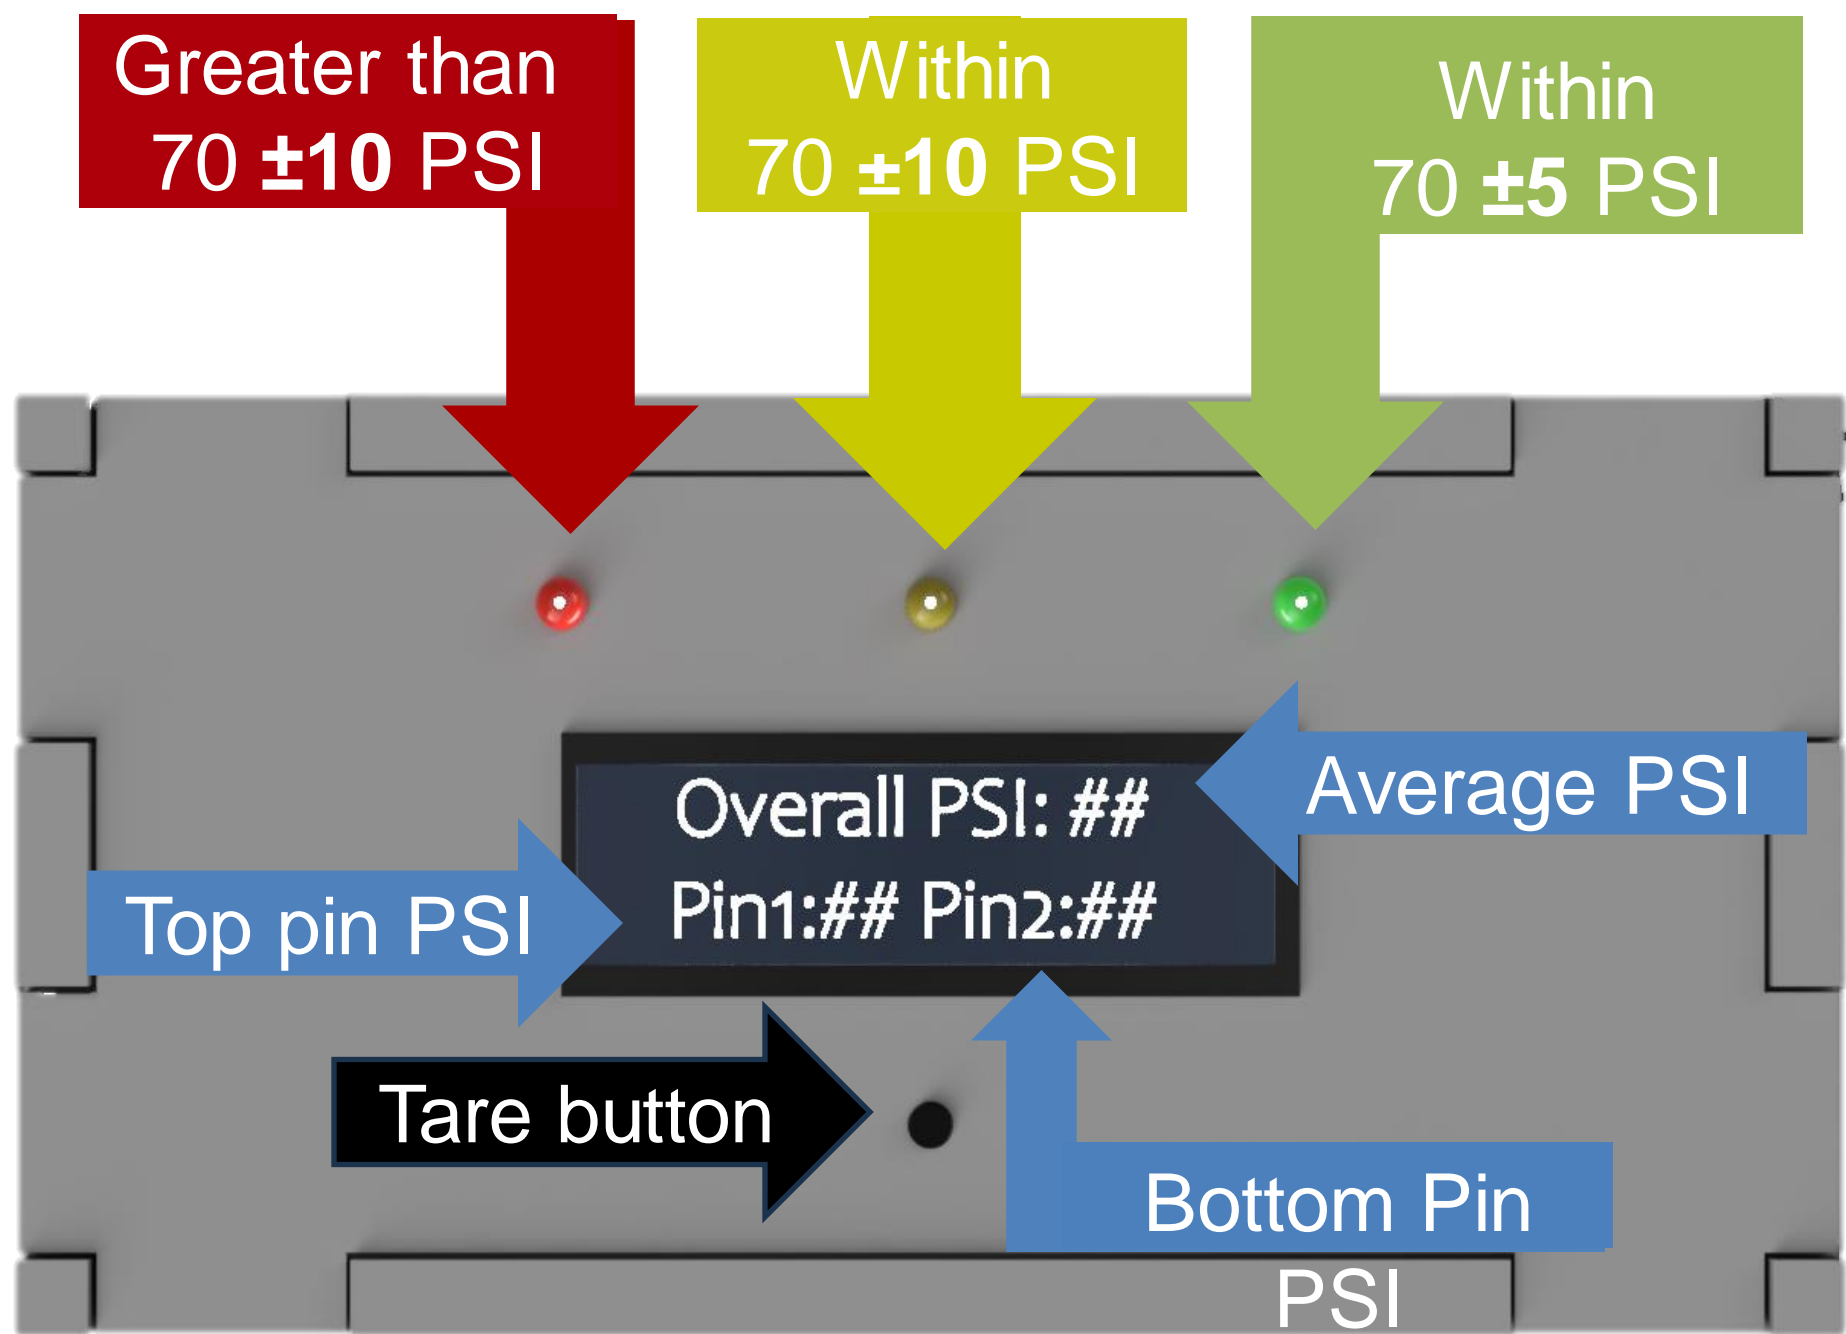 Greater than
70 ±10 PSI
Within
70 ±10 PSI
Within
70 ±5 PSI
Overall PSI: ##
Average PSI
Top pin PSI
Pin1:## Pin2:##
Tare button
Bottom Pin
PSI